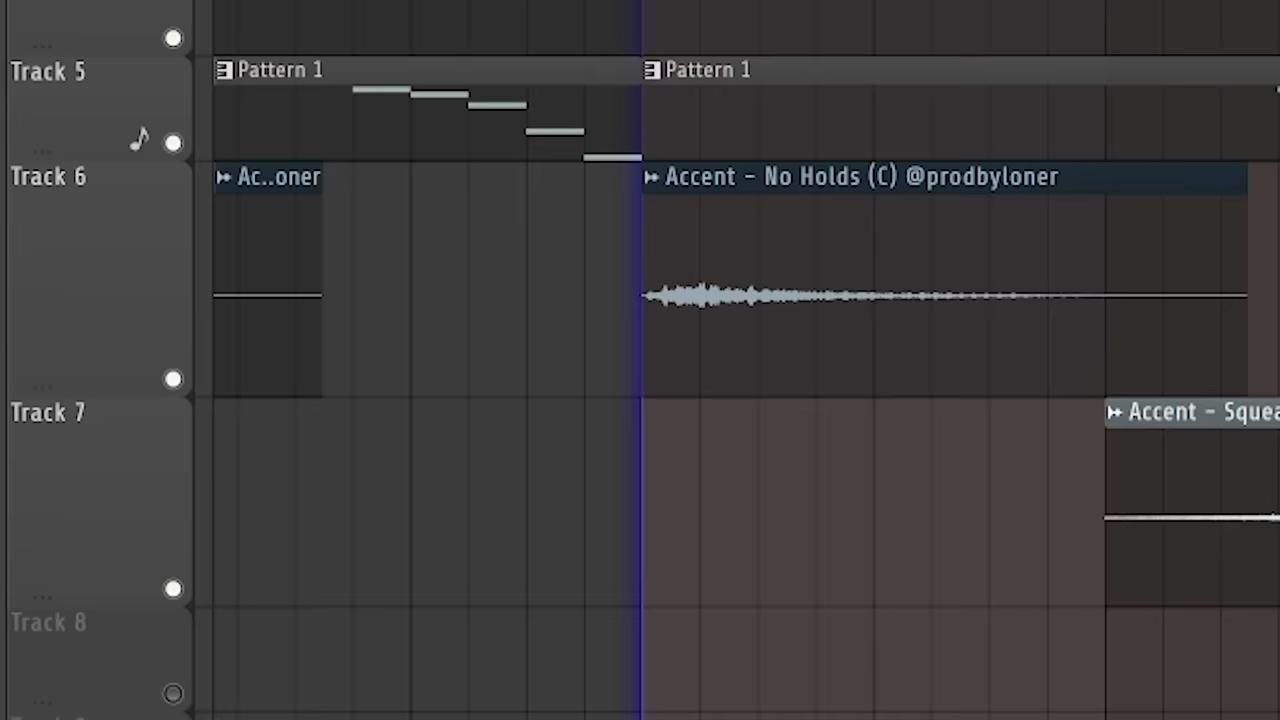 Track 5
Pattern 1
Pattern 1
Track 6
Ac..oner
Accent - No Holds (C) @prodbyloner
Track 7
Accent - Squea
Track 8